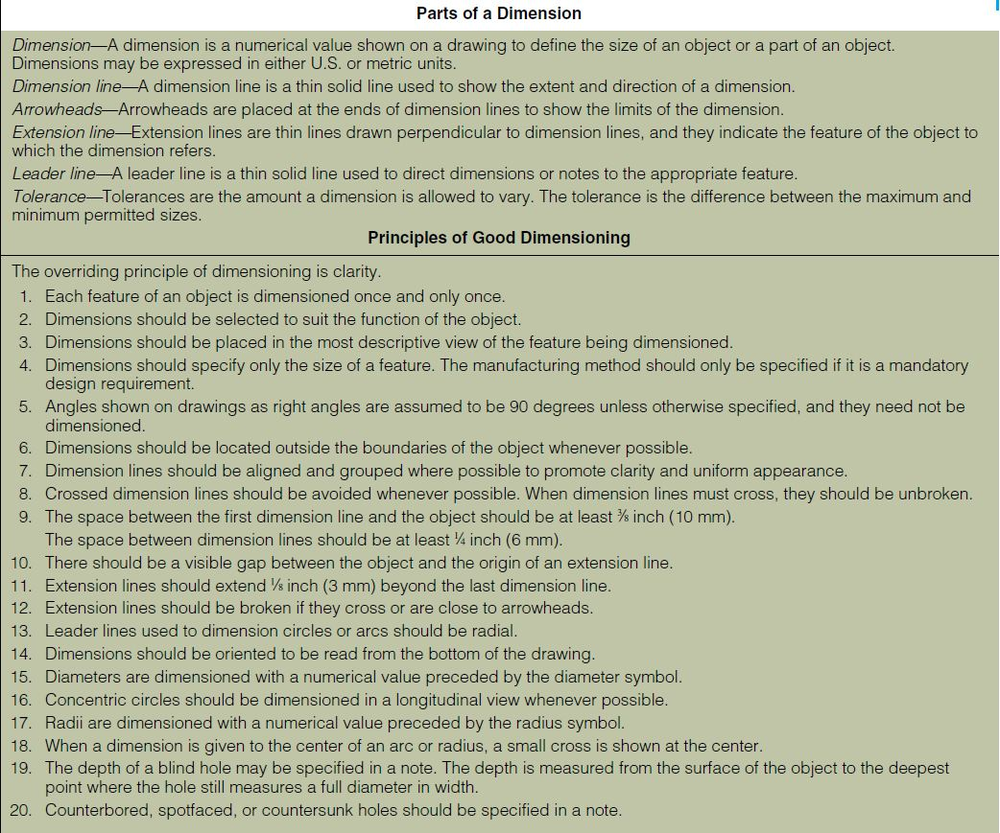 Parts of a Dimension
Dimension—A dimension is a numerical value shown on a drawing to define the size of an object or a part of an object.
Dimensions may be expressed in either U.S. or metric units.
Dimension line—A dimension line is a thin solid line used to show the extent and direction of a dimension.
Arrowheads—Arrowheads are placed at the ends of dimension lines to show the limits of the dimension.
Extension line—Extension lines are thin lines drawn perpendicular to dimension lines, and they indicate the feature of the object to
which the dimension refers.
Leader line—A leader line is a thin solid line used to direct dimensions or notes to the appropriate feature.
Tolerance—Tolerances are the amount a dimension is allowed to vary. The tolerance is the difference between the maximum and
minimum permitted sizes.
Principles of Good Dimensioning
The overriding principle of dimensioning is clarity.
1. Each feature of an object is dimensioned once and only once.
2. Dimensions should be selected to suit the function of the object.
3. Dimensions should be placed in the most descriptive view of the feature being dimensioned.
4. Dimensions should specify only the size of a feature. The manufacturing method should only be specified if it is a mandatory
design requirement.
5. Angles shown on drawings as right angles are assumed to be 90 degrees unless otherwise specified, and they need not be
dimensioned.
6. Dimensions should be located outside the boundaries of the object whenever possible.
7. Dimension lines should be aligned and grouped where possible to promote clarity and uniform appearance.
8. Crossed dimension lines should be avoided whenever possible. When dimension lines must cross, they should be unbroken.
9. The space between the first dimension line and the object should be at least ⅜ inch (10 mm).
The space between dimension lines should be at least ¼ inch (6 mm).
10. There should be a visible gap between the object and the origin of an extension line.
11. Extension lines should extend ⅛ inch (3 mm) beyond the last dimension line.
12. Extension lines should be broken if they cross or are close to arrowheads.
13. Leader lines used to dimension circles or arcs should be radial.
14. Dimensions should be oriented to be read from the bottom of the drawing.
15. Diameters are dimensioned with a numerical value preceded by the diameter symbol.
16. Concentric circles should be dimensioned in a longitudinal view whenever possible.
17. Radii are dimensioned with a numerical value preceded by the radius symbol.
18. When a dimension is given to the center of an arc or radius, a small cross is shown at the center.
19. The depth of a blind hole may be specified in a note. The depth is measured from the surface of the object to the deepest
point where the hole still measures a full diameter in width.
20. Counterbored, spotfaced, or countersunk holes should be specified in a note.